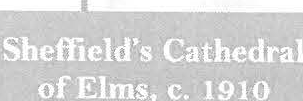 Sheffield's Cathedral
of Elms, c. 1910